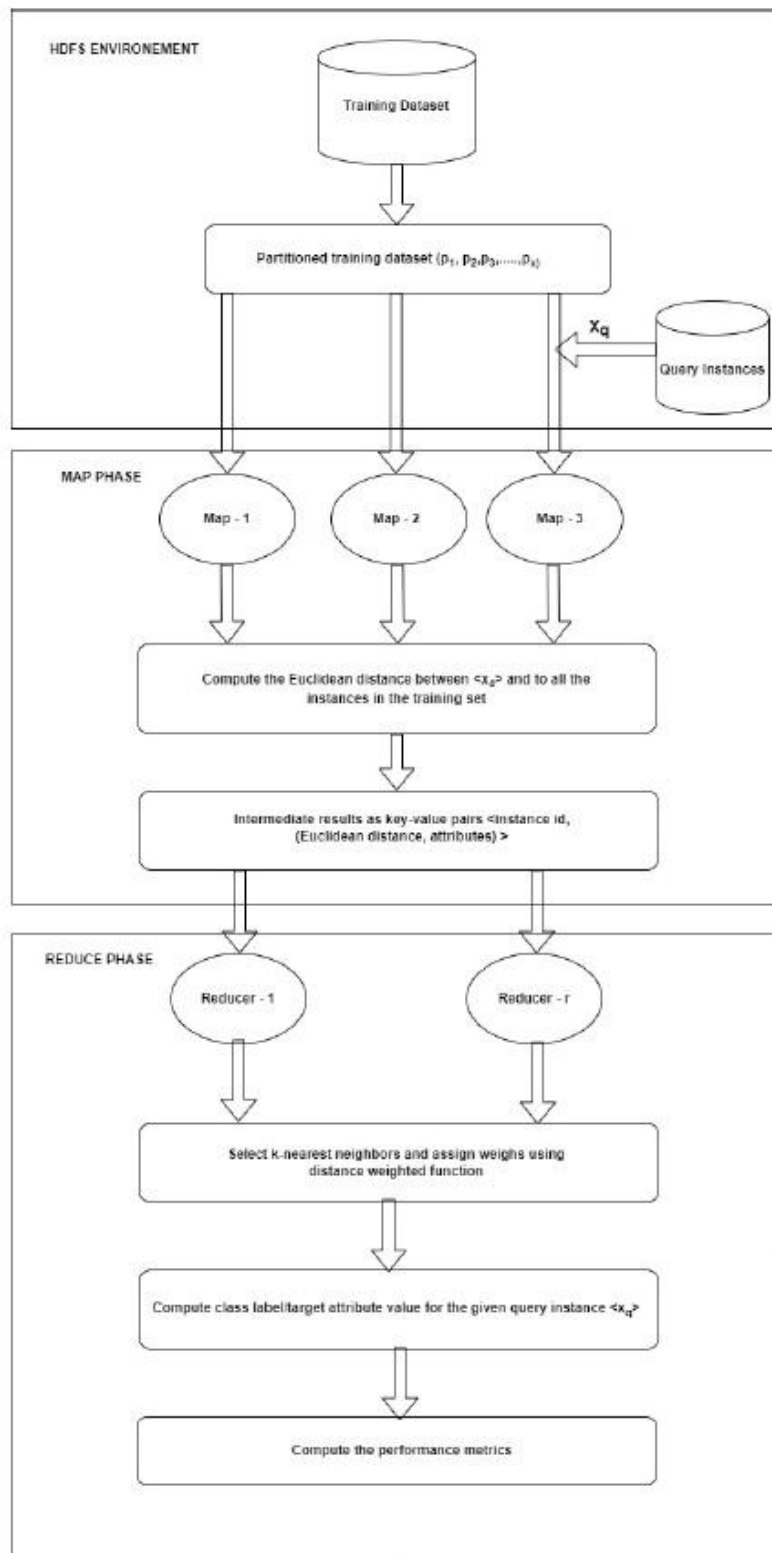 HDFS ENVIRONEMENT
Training Dataset
Partitioned training dataset (p1, p2,p3,.....,px)
Xq
Query Instances
MAP PHASE
Map - 1
Map - 2
Map - 3
Compute the Euclidean distance between <xq> and to all the
instances in the training set
Intermediate results as key-value pairs <instance id,
(Euclidean distance, attributes) >
REDUCE PHASE
Reducer - 1
Reducer - r
Select k-nearest neighbors and assign weighs using
distance weighted function
Compute class label/target attribute value for the given query instance <xq>
Compute the performance metrics